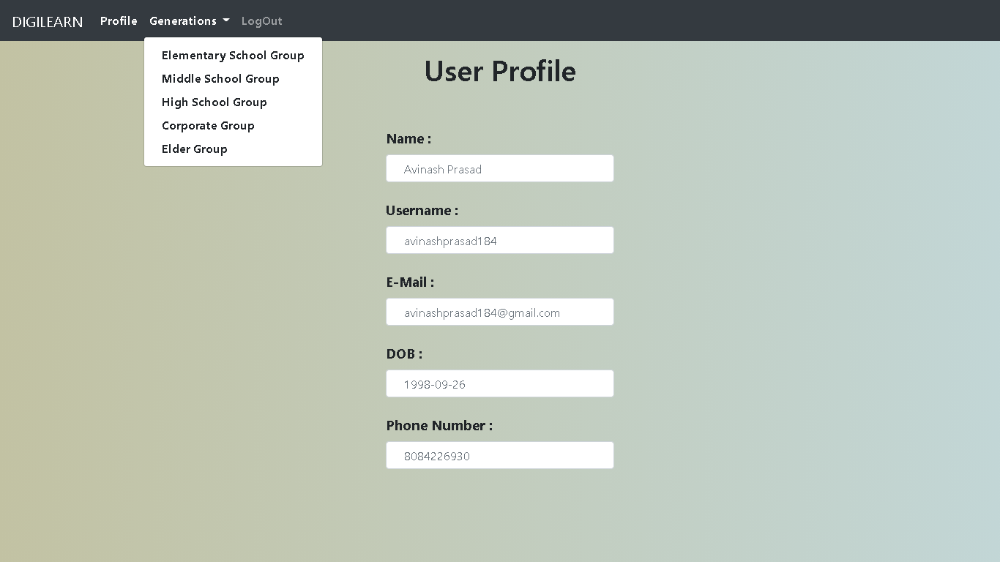 DIGILEARN Profile Generations LogOut
Elementary School Group
Middle School Group
High School Group
Corporate Group
Elder Group
User Profile
Name :
Avinash Prasad
Username :
avinashprasad184
E-Mail :
avinashprasad184@gmail.com
DOB :
1998-09-26
Phone Number :
8084226930